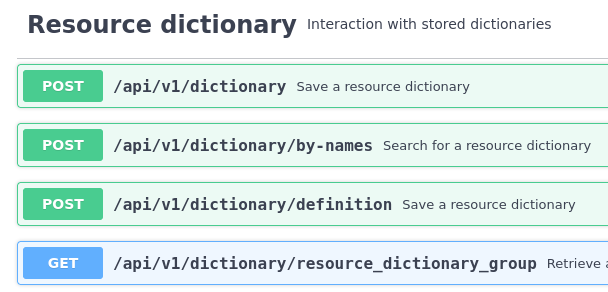 Resource dictionary Interaction with stored dictionaries
POST /api/v1/dictionary Save a resource dictionary
POST /api/v1/dictionary/by-names Search for a resource dictionary
POST /api/v1/dictionary/definition Save a resource dictionary
GET /api/v1/dictionary/resource_dictionary_group Retrieve